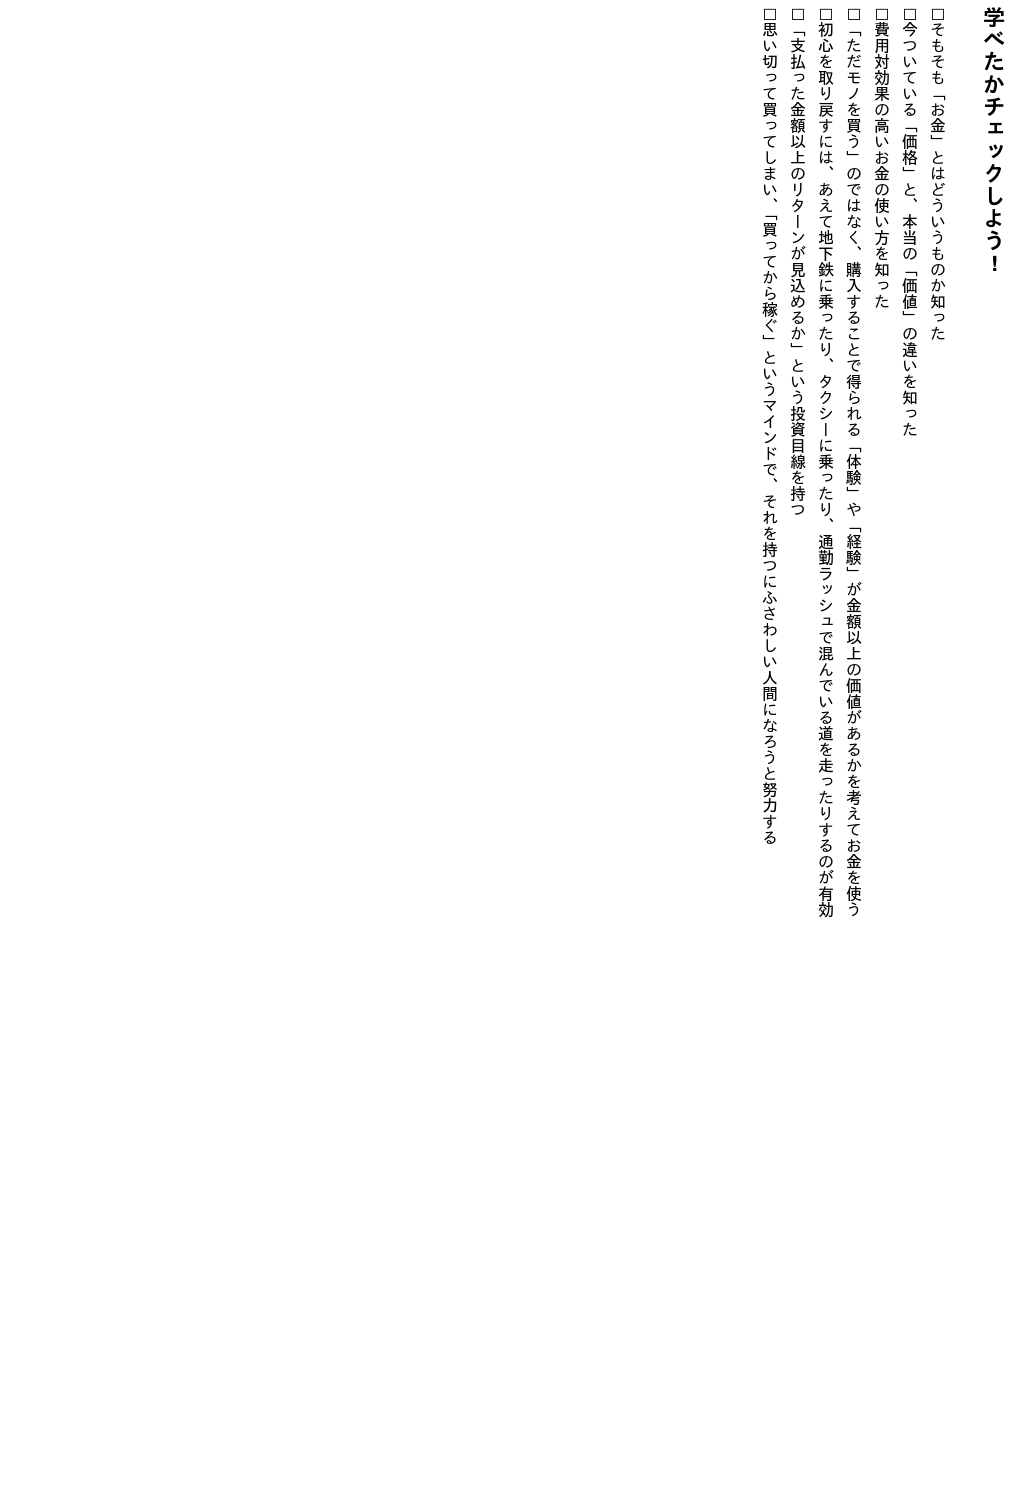 学べたかチェックしよう！
□そもそも「お金」とはどういうものか知った
□今ついている「価格」と、本当の「価値」の違いを知った
□費用対効果の高いお金の使い方を知った
□「ただモノを買う」のではなく、購入することで得られる「体験」や「経験」が金額以上の価値があるかを考えてお金を使う
□初心を取り戻すには、あえて地下鉄に乗ったり、タクシーに乗ったり、通勤ラッシュで混んでいる道を走ったりするのが有効
□「支払った金額以上のリターンが見込めるか」という投資目線を持つ
□思い切って買ってしまい、「買ってから稼ぐ」というマインドで、それを持つにふさわしい人間になろうと努力する